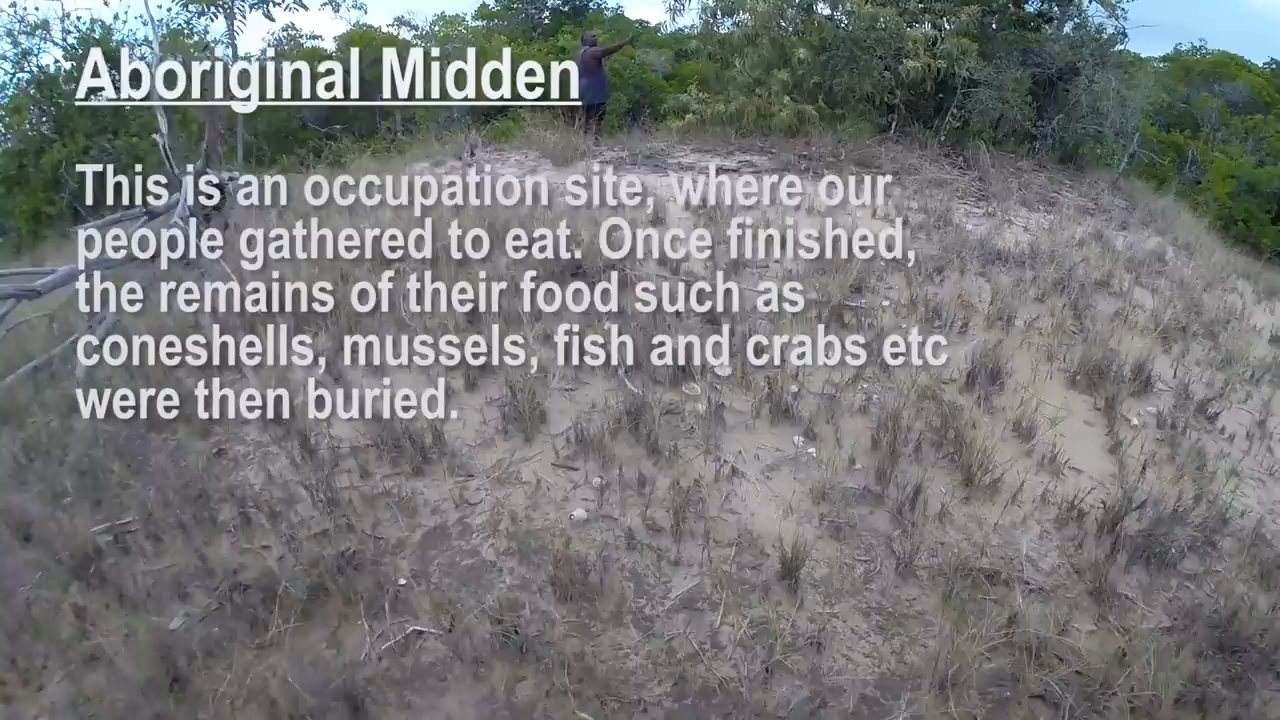 Aboriginal Midden
This is an occupation site, where our
people gathered to eat. Once finished,
the remains of their food such as
coneshells, mussels, fish and crabs etc
were then buried.